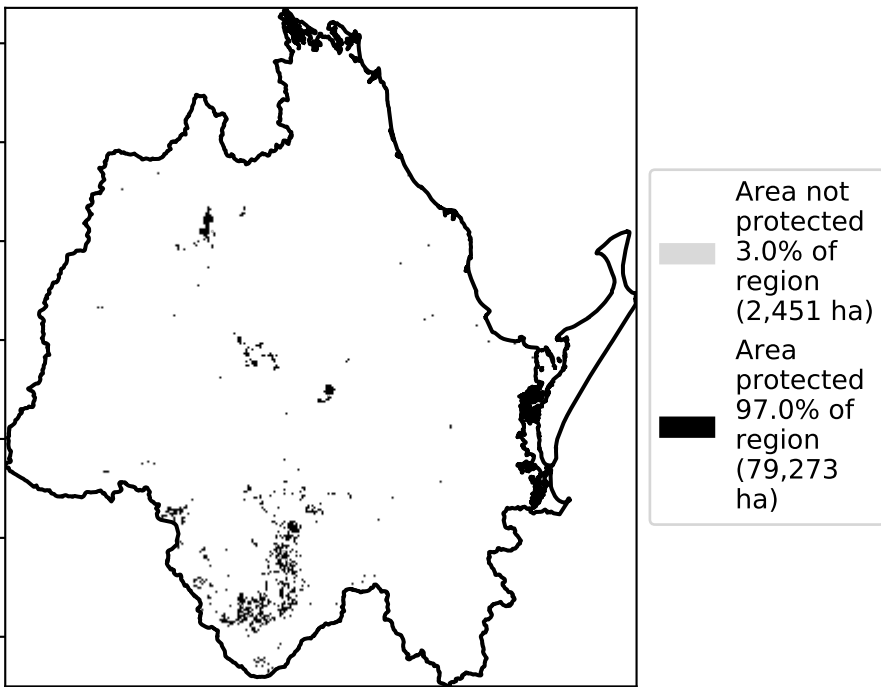 Area not
protected
3.0% of
region
(2,451 ha)
Area
protected
97.0% of
region
(79,273
ha)